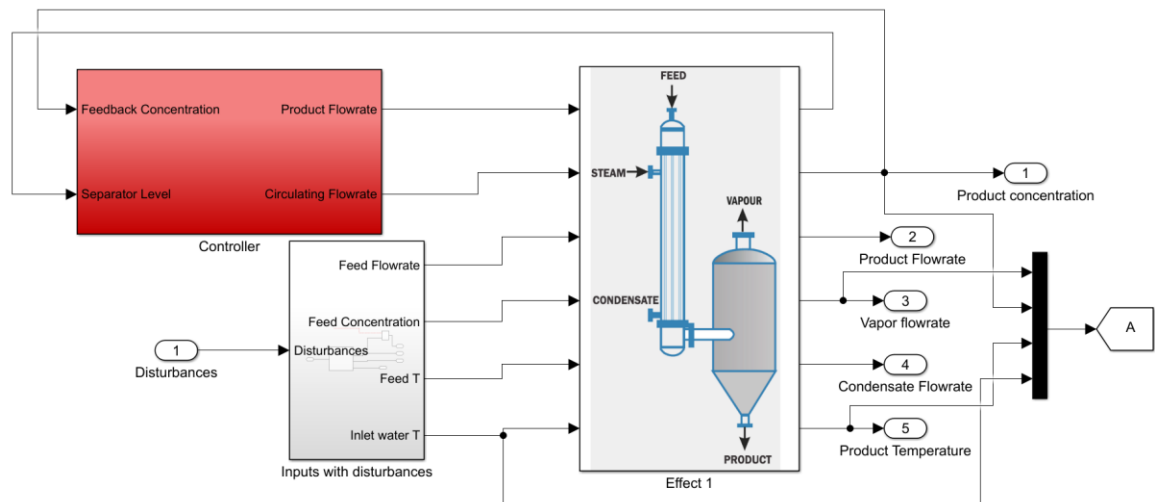 Feedback Concentration
Product Flowrate
Separator Level
Circulating Flowrate
Controller
1
Disturbances
Disturbances
Feed Flowrate
Feed Concentration
Feed T
Inlet water T
Inputs with disturbances
FEED
STEAM
VAPOUR
CONDENSATE
PRODUCT
Effect 1
1
Product concentration
2
Product Flowrate
3
Vapor flowrate
4
Condensate Flowrate
5
Product Temperature
A